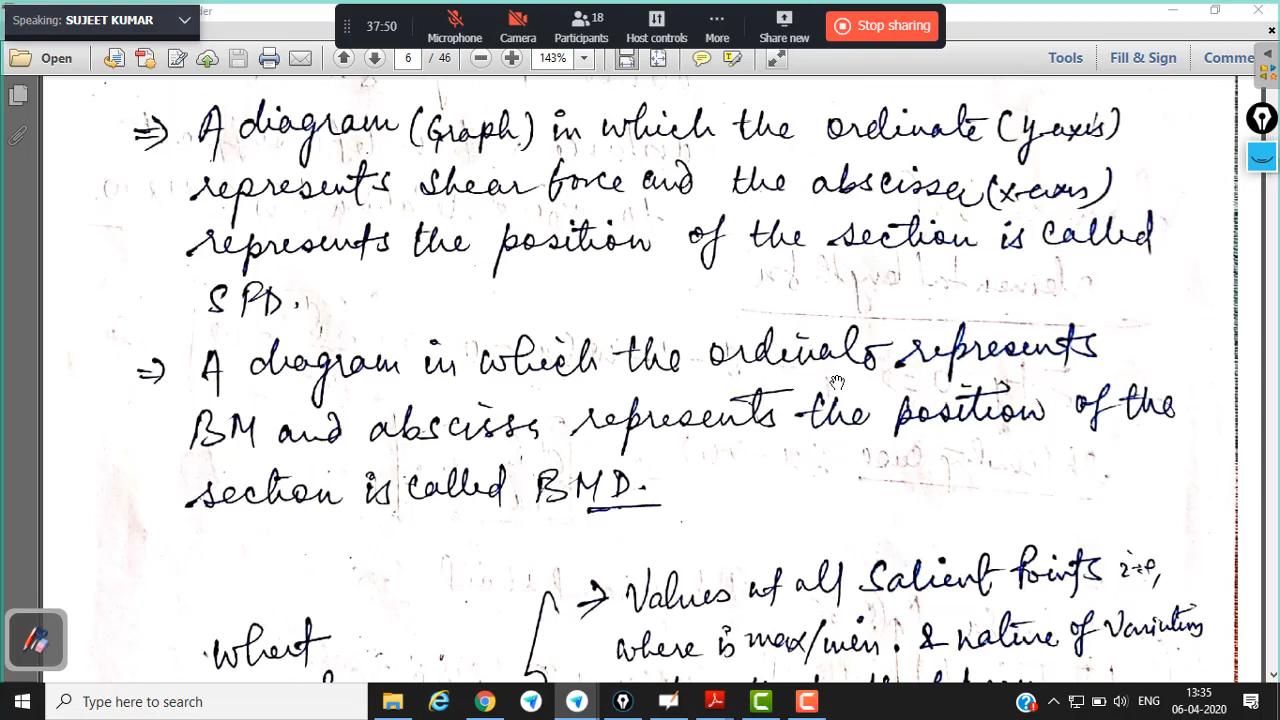 Speaking: SUJEET KUMAR
37:50
18
Microphone Camera Participants Host controls More Share new
Stop sharing
Open
6 / 46
143%
Tools Fill & Sign Comme
⇒ A diagram (Graph) in which the ordinate (Y-axis)
represents shear force and the abscissa (x-axis)
represents the position of the section is called
SFD.
⇒ A diagram in which the ordinate represents
BM and abscissa represents the position of the
section is called BMD.
→ Values at all Salient Points i.e,
where is max/min. & nature of Variation
what
Type here to search
ENG
13:35
06-04-2020